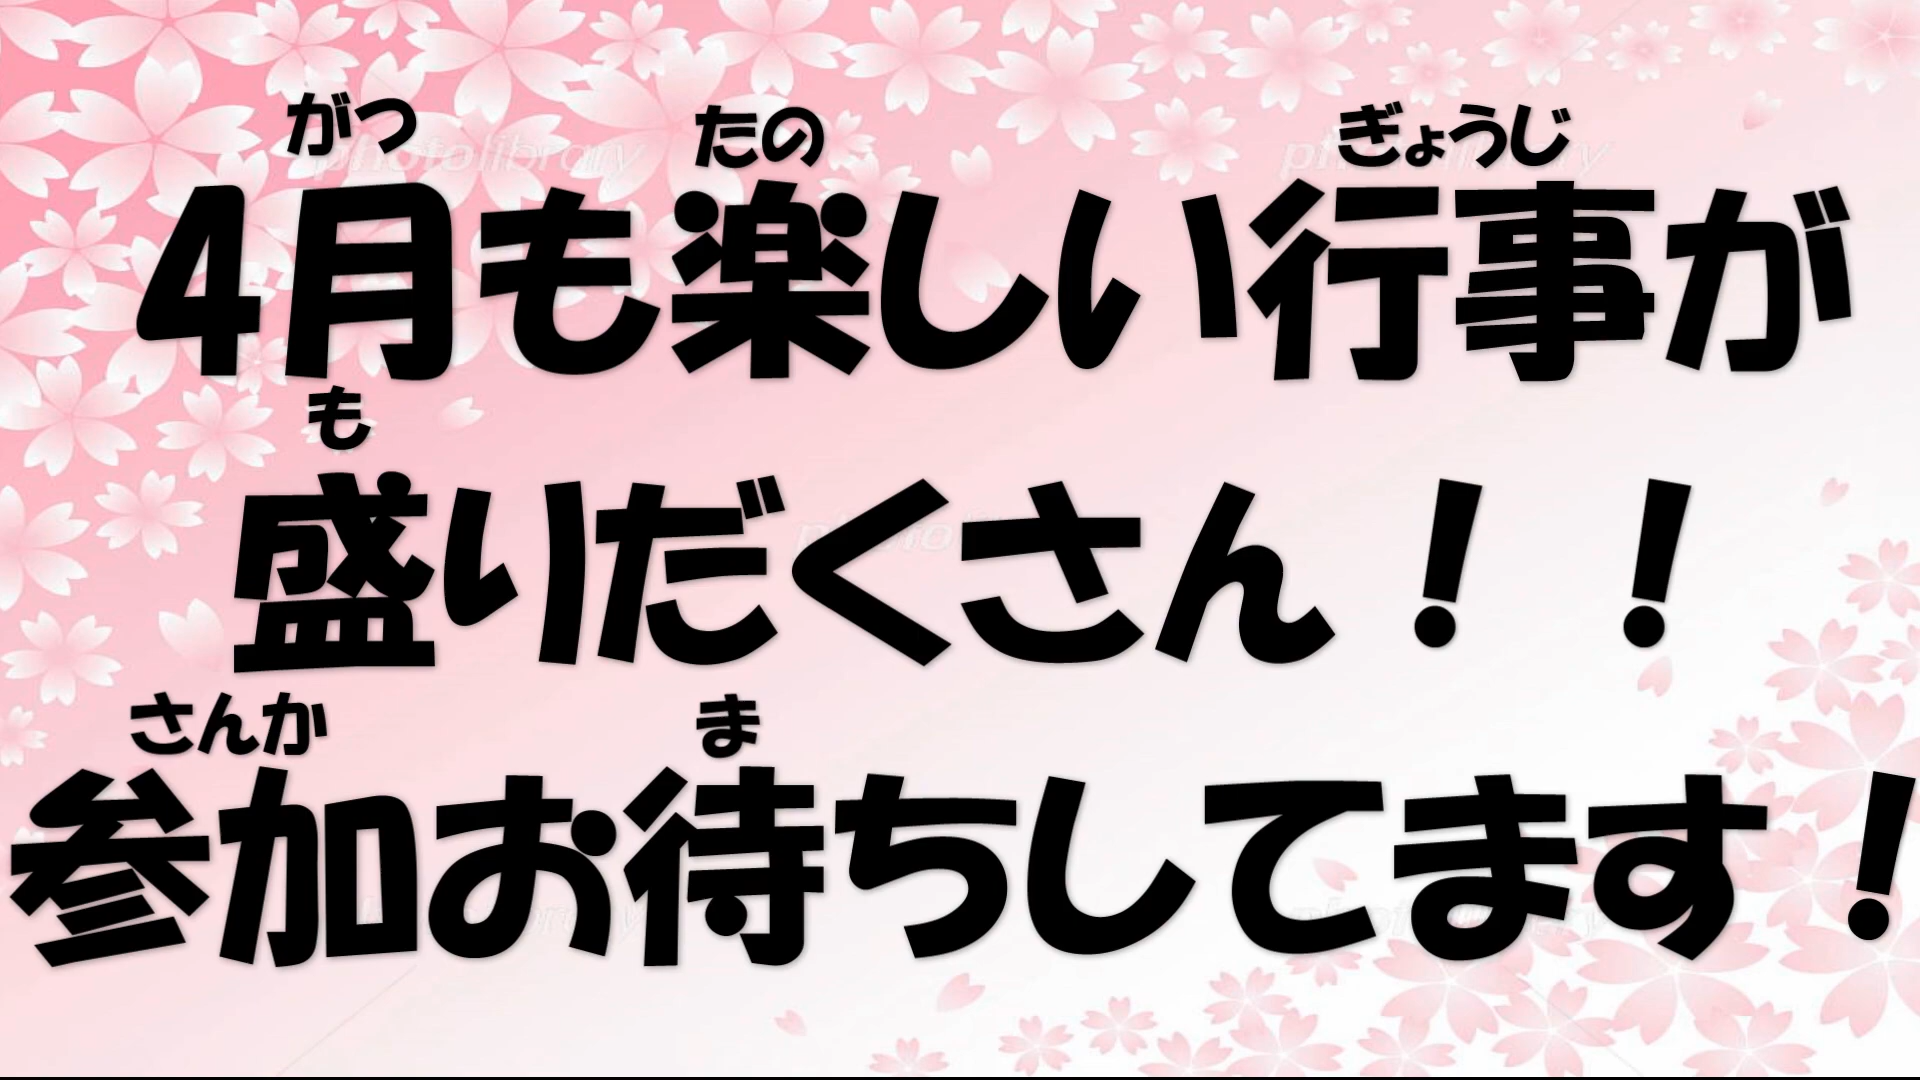 がつ たの ぎょうじ
4月も楽しい行事が
も
盛りだくさん！！
さんか ま
参加お待ちしてます！
photolibrary